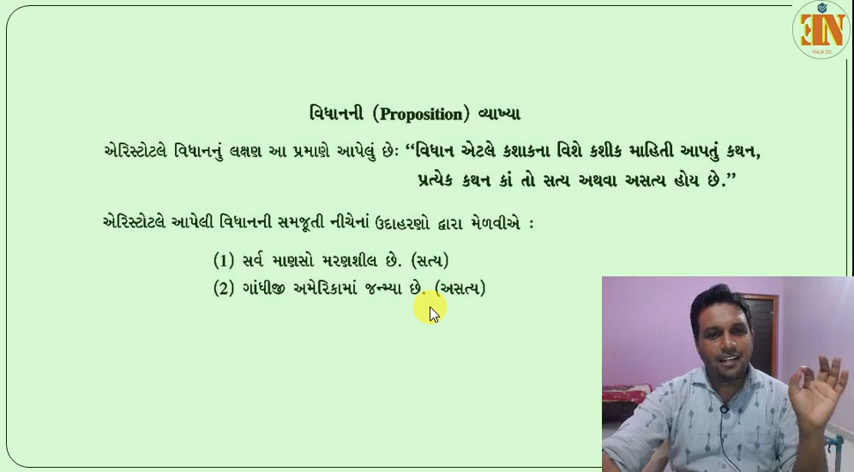 વિધાનની (Proposition) વ્યાખ્યા
એરિસ્ટોટલે વિધાનનું લક્ષણ આ પ્રમાણે આપેલું છેઃ “વિધાન એટલે કશાકના વિશે કશીક માહિતી આપતું કથન,
પ્રત્યેક કથન કાં તો સત્ય અથવા અસત્ય હોય છે.”
એરિસ્ટોટલે આપેલી વિધાનની સમજૂતી નીચેનાં ઉદાહરણો દ્વારા મેળવીએ :
(1) સર્વ માણસો મરણશીલ છે. (સત્ય)
(2) ગાંધીજી અમેરિકામાં જન્મ્યા છે. (અસત્ય)